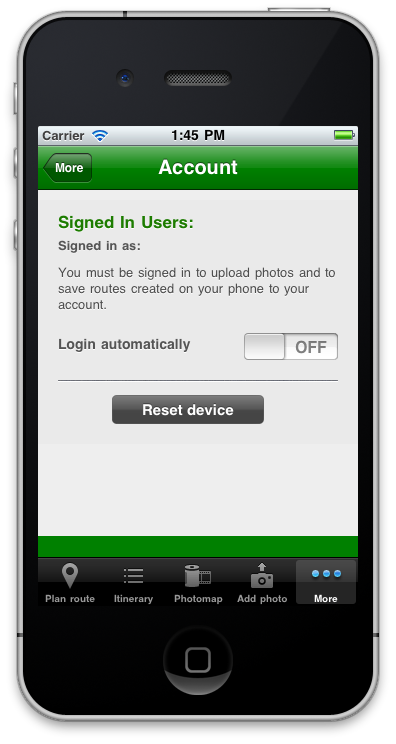 Carrier 1:45 PM
More Account
Signed In Users:
Signed in as:
You must be signed in to upload photos and to
save routes created on your phone to your
account.
Login automatically OFF
Reset device
Plan route Itinerary Photomap Add photo More